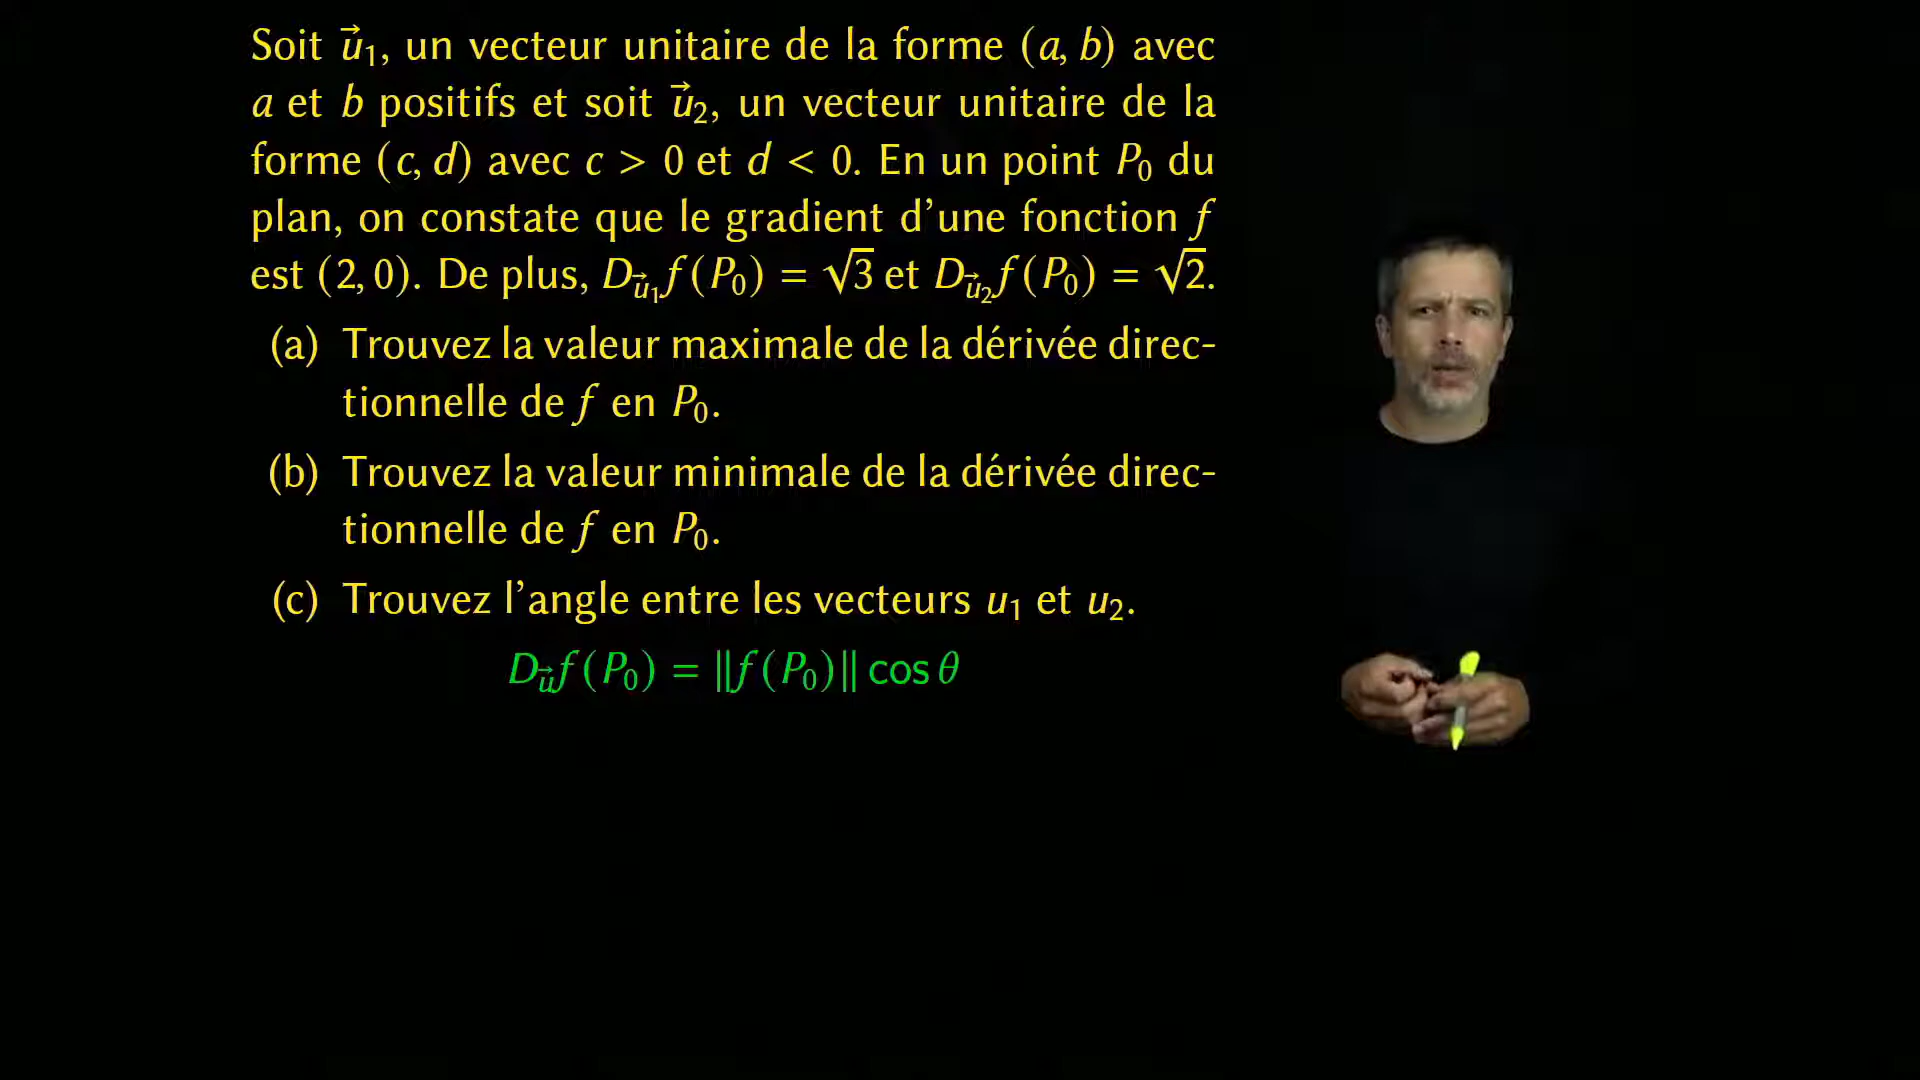 Soit u⃗₁, un vecteur unitaire de la forme (a, b) avec
a et b positifs et soit u⃗₂, un vecteur unitaire de la
forme (c, d) avec c > 0 et d < 0. En un point P₀ du
plan, on constate que le gradient d’une fonction f
est (2, 0). De plus, D_u⃗₁ f(P₀) = √3 et D_u⃗₂ f(P₀) = √2.
(a) Trouvez la valeur maximale de la dérivée direc-
tionnelle de f en P₀.
(b) Trouvez la valeur minimale de la dérivée direc-
tionnelle de f en P₀.
(c) Trouvez l’angle entre les vecteurs u₁ et u₂.
D_u⃗ f(P₀) = ‖f(P₀)‖ cos θ